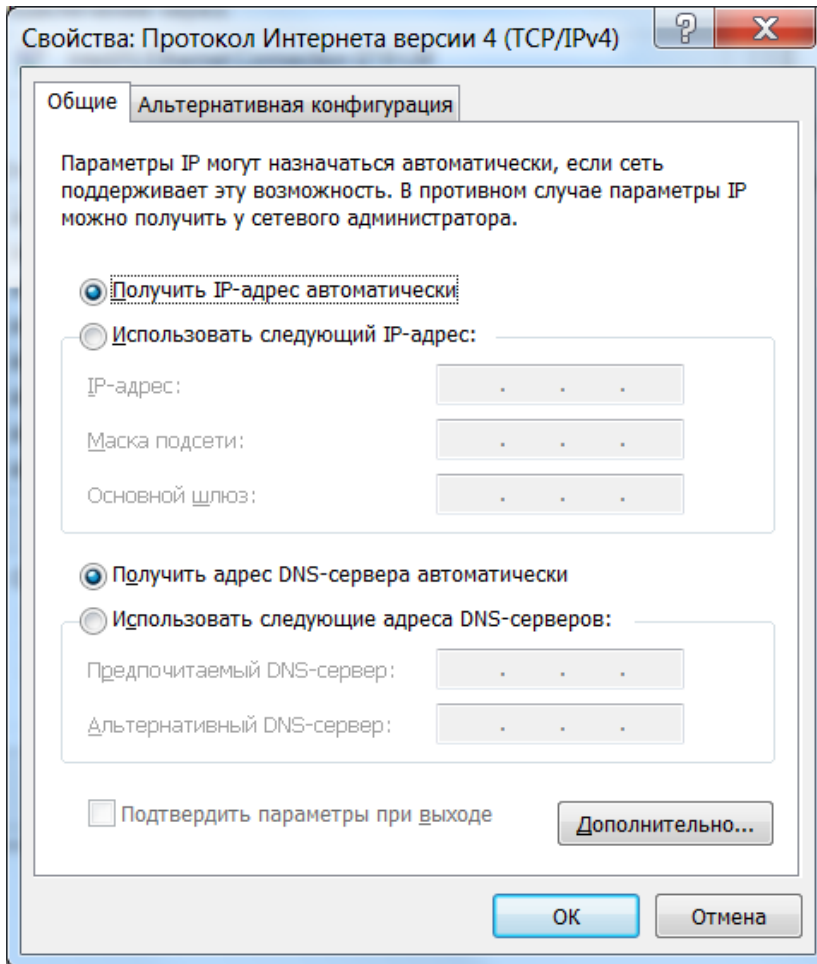 Свойства: Протокол Интернета версии 4 (TCP/IPv4)
? X
Общие
Альтернативная конфигурация
Параметры IP могут назначаться автоматически, если сеть
поддерживает эту возможность. В противном случае параметры IP
можно получить у сетевого администратора.
Получить IP-адрес автоматически
Использовать следующий IP-адрес:
IP-адрес: . . .
Маска подсети: . . .
Основной шлюз: . . .
Получить адрес DNS-сервера автоматически
Использовать следующие адреса DNS-серверов:
Предпочитаемый DNS-сервер: . . .
Альтернативный DNS-сервер: . . .
Подтвердить параметры при выходе
Дополнительно...
ОК
Отмена